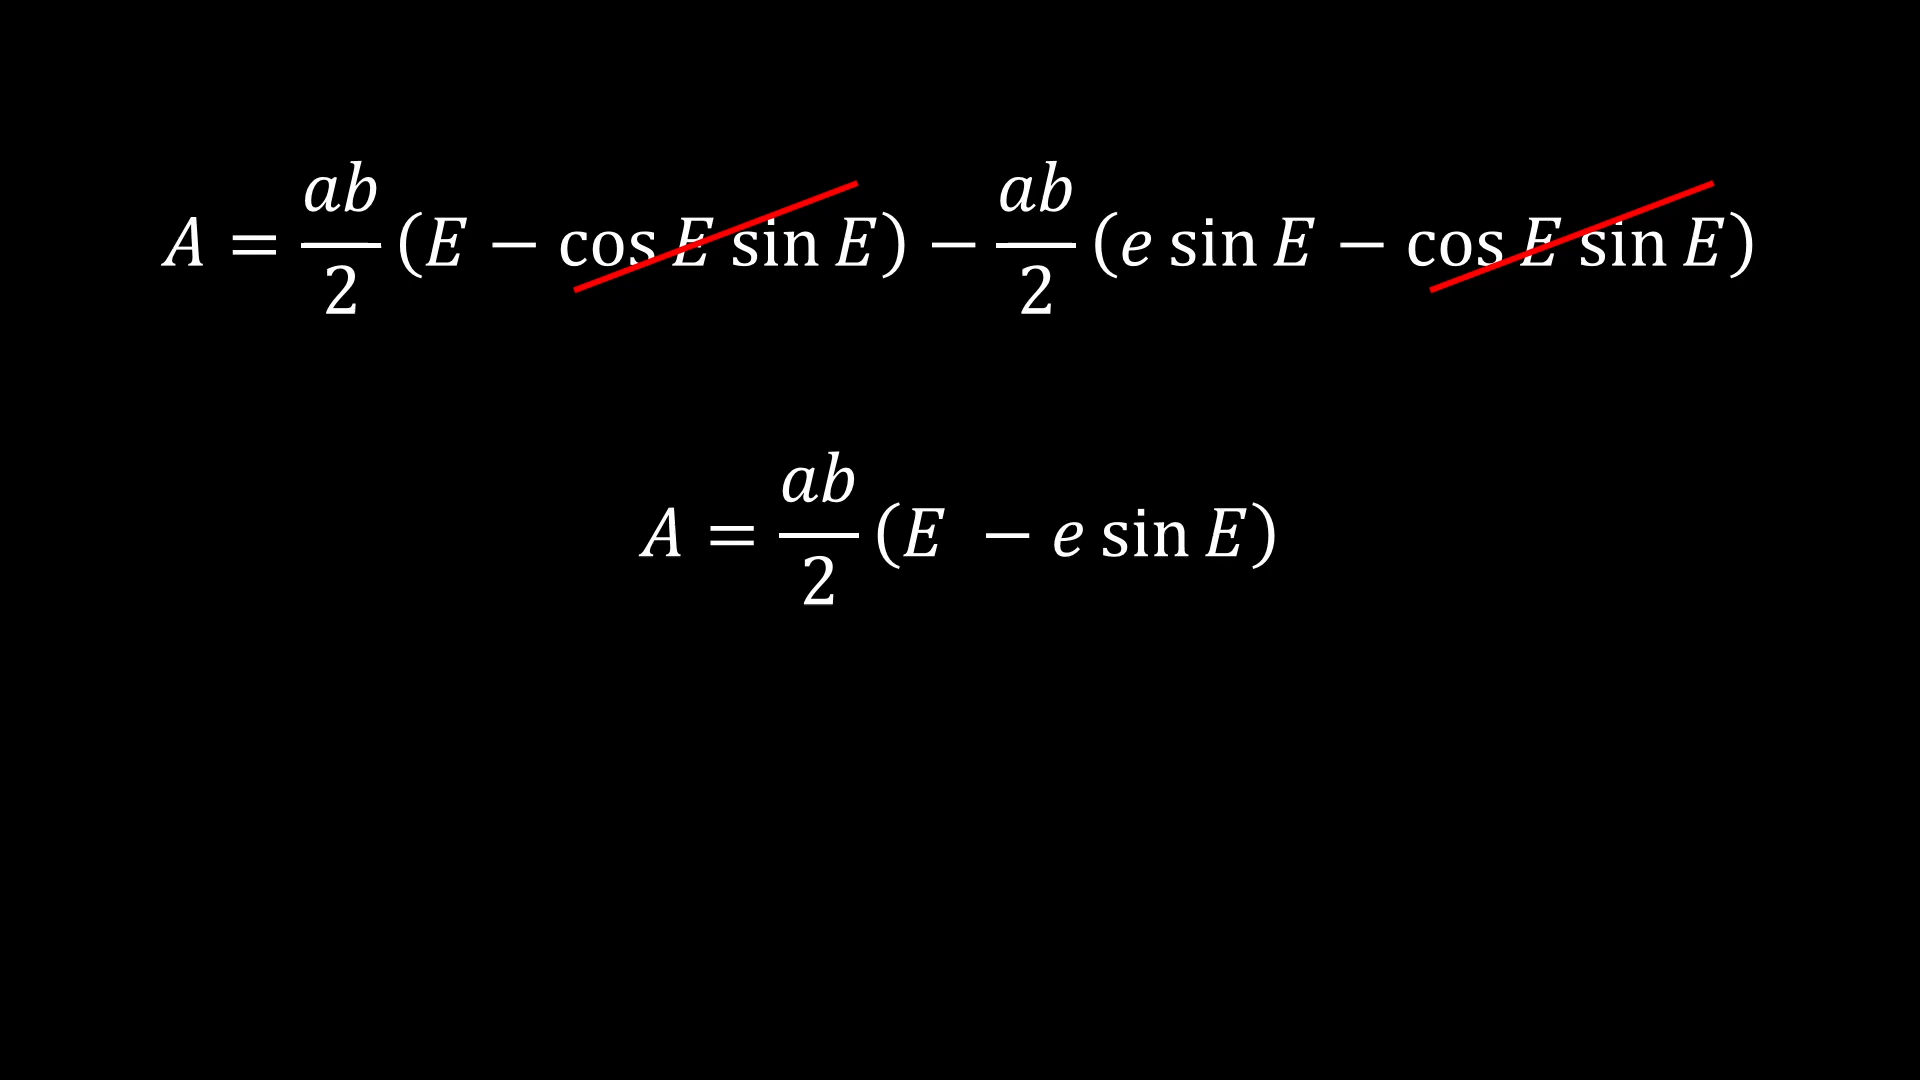 A = ab/2 (E − cos E sin E) − ab/2 (e sin E − cos E sin E)
A = ab/2 (E − e sin E)